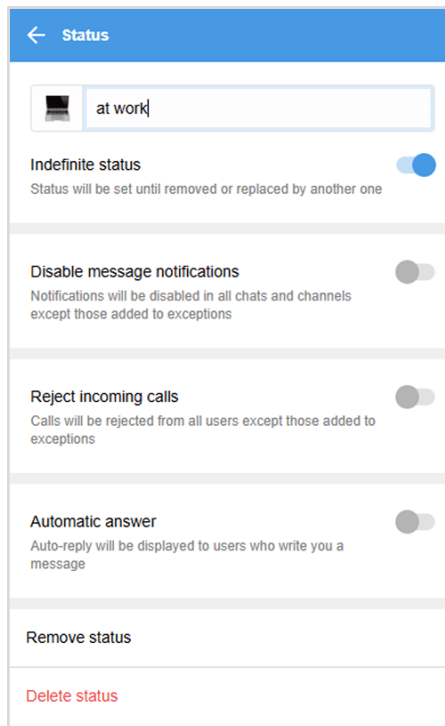 Status
at work
Indefinite status
Status will be set until removed or replaced by another one
Disable message notifications
Notifications will be disabled in all chats and channels
except those added to exceptions
Reject incoming calls
Calls will be rejected from all users except those added to
exceptions
Automatic answer
Auto-reply will be displayed to users who write you a
message
Remove status
Delete status